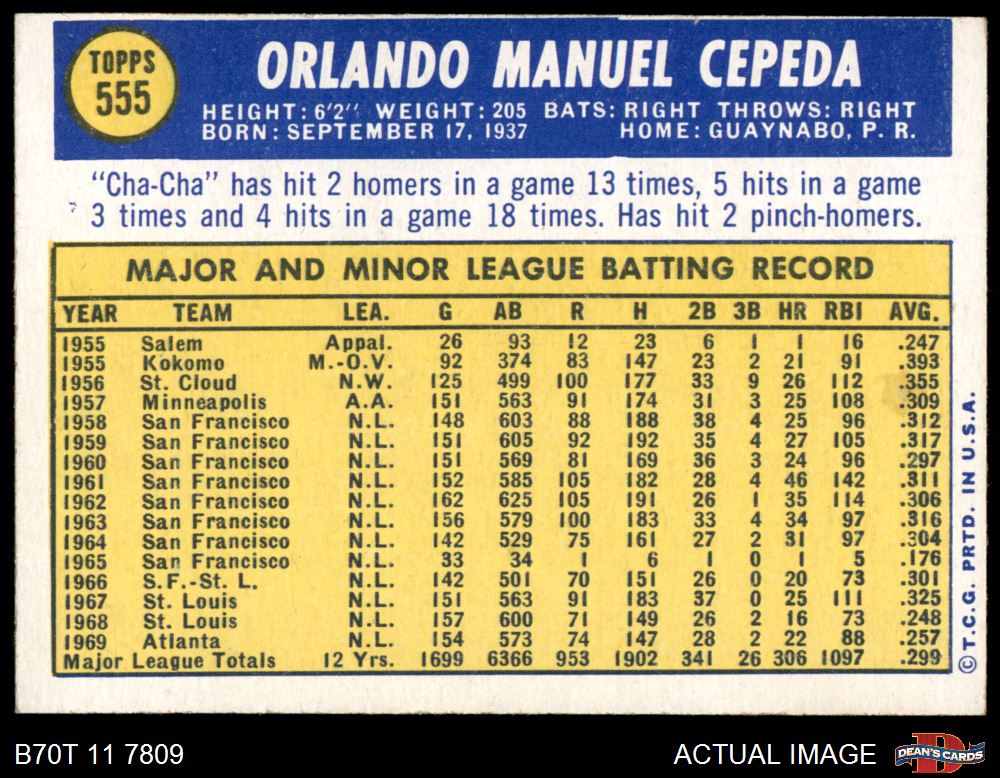 TOPPS
555
ORLANDO MANUEL CEPEDA
HEIGHT: 6'2" WEIGHT: 205 BATS: RIGHT THROWS: RIGHT
BORN: SEPTEMBER 17, 1937 HOME: GUAYNABO, P. R.
"Cha-Cha" has hit 2 homers in a game 13 times, 5 hits in a game
3 times and 4 hits in a game 18 times. Has hit 2 pinch-homers.
MAJOR AND MINOR LEAGUE BATTING RECORD
YEAR TEAM LEA. G AB R H 2B 3B HR RBI AVG.
1955 Salem Appal. 26 93 12 23 6 1 1 16 .247
1955 Kokomo M.-O.V. 92 374 83 147 23 2 21 91 .393
1956 St. Cloud N.W. 125 499 100 177 33 9 26 112 .355
1957 Minneapolis A.A. 151 563 91 174 31 3 25 108 .309
1958 San Francisco N.L. 148 603 88 188 38 4 25 96 .312
1959 San Francisco N.L. 151 605 92 192 35 4 27 105 .317
1960 San Francisco N.L. 151 569 81 169 36 3 24 96 .297
1961 San Francisco N.L. 152 585 105 182 28 4 46 142 .311
1962 San Francisco N.L. 162 625 105 191 26 1 35 114 .306
1963 San Francisco N.L. 156 579 100 183 33 4 34 97 .316
1964 San Francisco N.L. 142 529 75 161 27 2 31 97 .304
1965 San Francisco N.L. 33 34 1 6 1 0 1 5 .176
1966 S.F.-St. L. N.L. 142 501 70 151 26 0 20 73 .301
1967 St. Louis N.L. 151 563 91 183 37 0 25 111 .325
1968 St. Louis N.L. 157 600 71 149 26 2 16 73 .248
1969 Atlanta N.L. 154 573 74 147 28 2 22 88 .257
Major League Totals 12 Yrs. 1699 6366 953 1902 341 26 306 1097 .299
© T.C.G. PRTD. IN U.S.A.
B70T 11 7809
ACTUAL IMAGE
DEAN'S CARDS